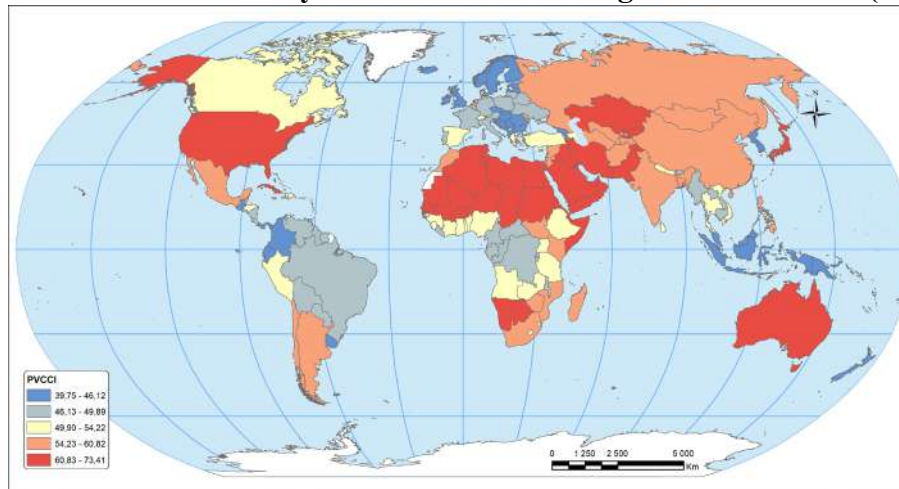 PVCCI
39,75 - 46,12
46,13 - 49,89
49,90 - 54,22
54,23 - 60,82
60,83 - 73,41
0 1 250 2 500 5 000
Km